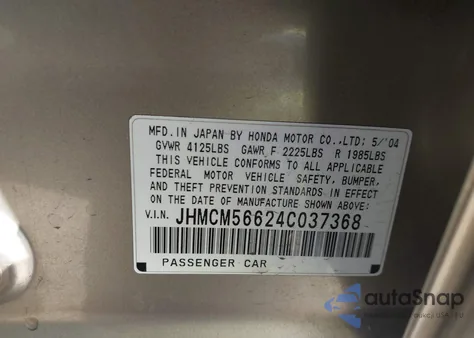 MFD.IN JAPAN BY HONDA MOTOR CO.,LTD; 5/'04
GVWR 4125LBS GAWR F 2225LBS R 1985LBS
THIS VEHICLE CONFORMS TO ALL APPLICABLE
FEDERAL MOTOR VEHICLE SAFETY, BUMPER,
AND THEFT PREVENTION STANDARDS IN EFFECT
ON THE DATE OF MANUFACTURE SHOWN ABOVE:
V.I.N. JHMCM56624C037368
PASSENGER CAR
autoSnap